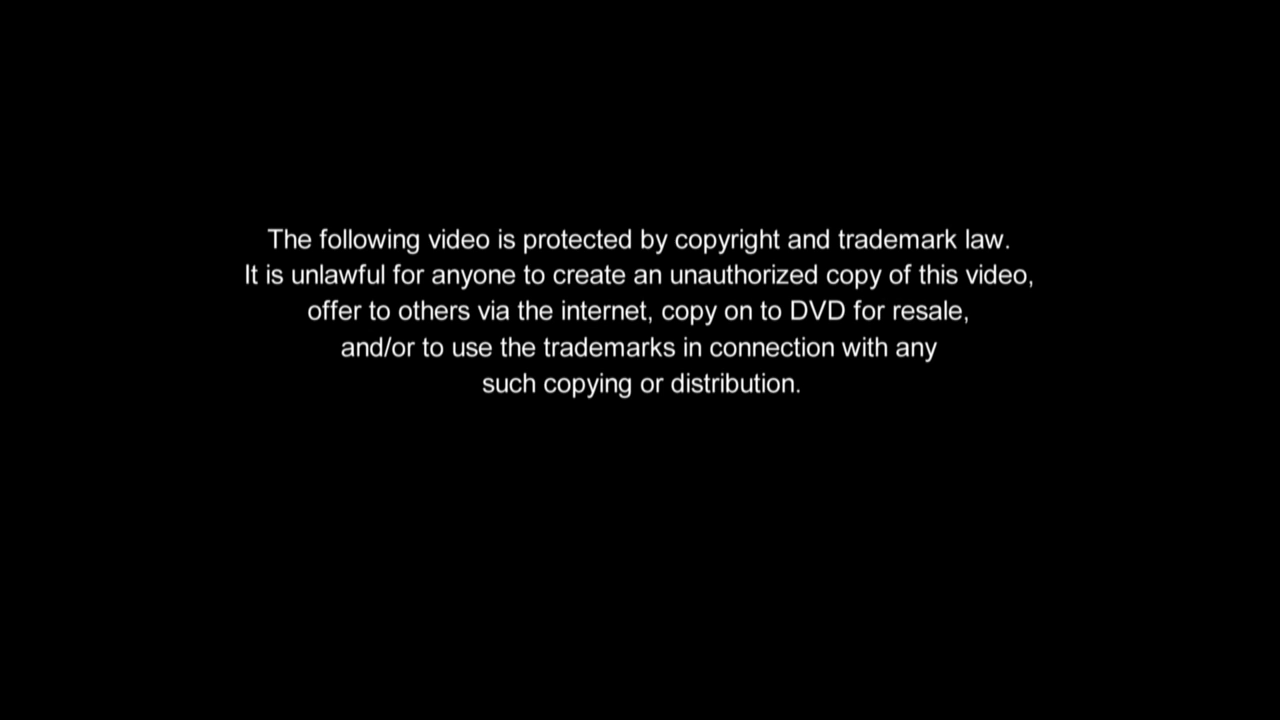 The following video is protected by copyright and trademark law.
It is unlawful for anyone to create an unauthorized copy of this video,
offer to others via the internet, copy on to DVD for resale,
and/or to use the trademarks in connection with any
such copying or distribution.